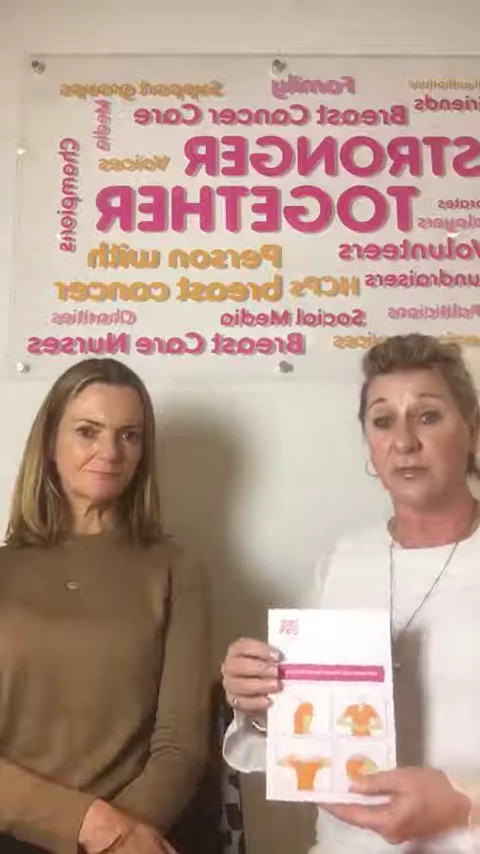 Support groups Family
Friends
Media Breast Cancer Care
Champions Voices STRONGER
TOGETHER
Person with Volunteers
HCPs breast cancer Fundraisers
Charities Social Media Politicians
Breast Care Nurses